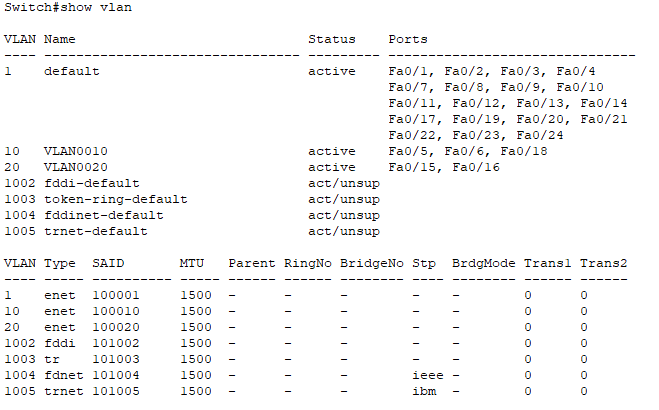 Switch#show vlan
VLAN Name                             Status    Ports
---- -------------------------------- --------- -------------------------------
1    default                          active    Fa0/1, Fa0/2, Fa0/3, Fa0/4
                                                Fa0/7, Fa0/8, Fa0/9, Fa0/10
                                                Fa0/11, Fa0/12, Fa0/13, Fa0/14
                                                Fa0/17, Fa0/19, Fa0/20, Fa0/21
                                                Fa0/22, Fa0/23, Fa0/24
10   VLAN0010                         active    Fa0/5, Fa0/6, Fa0/18
20   VLAN0020                         active    Fa0/15, Fa0/16
1002 fddi-default                     act/unsup
1003 token-ring-default               act/unsup
1004 fddinet-default                  act/unsup
1005 trnet-default                    act/unsup
VLAN Type  SAID       MTU   Parent RingNo BridgeNo Stp  BrdgMode Trans1 Trans2
---- ----- ---------- ----- ------ ------ -------- ---- -------- ------ ------
1    enet  100001     1500  -      -      -        -    -        0      0
10   enet  100010     1500  -      -      -        -    -        0      0
20   enet  100020     1500  -      -      -        -    -        0      0
1002 fddi  101002     1500  -      -      -        -    -        0      0
1003 tr    101003     1500  -      -      -        -    -        0      0
1004 fdnet 101004     1500  -      -      -        ieee -        0      0
1005 trnet 101005     1500  -      -      -        ibm  -        0      0